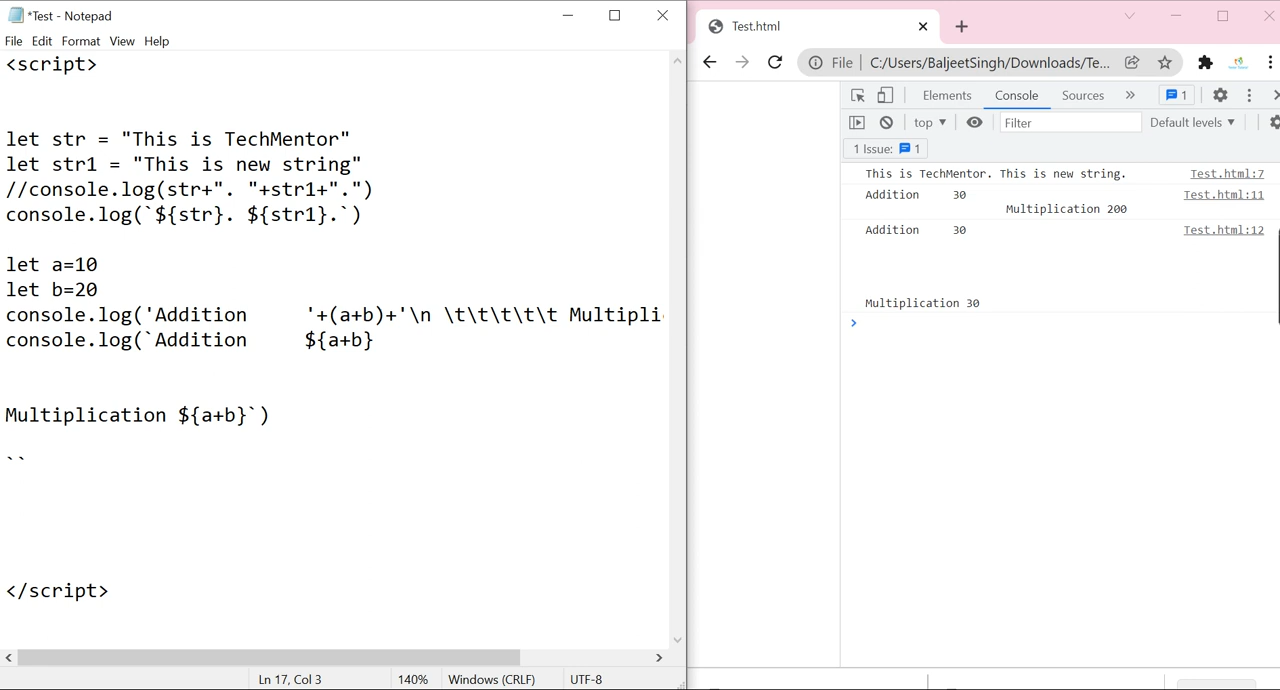 *Test - Notepad
File Edit Format View Help
<script>
let str = "This is TechMentor"
let str1 = "This is new string"
//console.log(str+". "+str1+".")
console.log(`${str}. ${str1}.`)
let a=10
let b=20
console.log('Addition     '+(a+b)+'\n \t\t\t\t\t Multipli
console.log(`Addition     ${a+b}
Multiplication ${a+b}`)
``
</script>
Ln 17, Col 3 140% Windows (CRLF) UTF-8
Test.html
File C:/Users/BaljeetSingh/Downloads/Te...
Elements Console Sources » 1
top Filter Default levels
1 Issue: 1
This is TechMentor. This is new string. Test.html:7
Addition     30 Test.html:11
Multiplication 200
Addition     30 Test.html:12
Multiplication 30